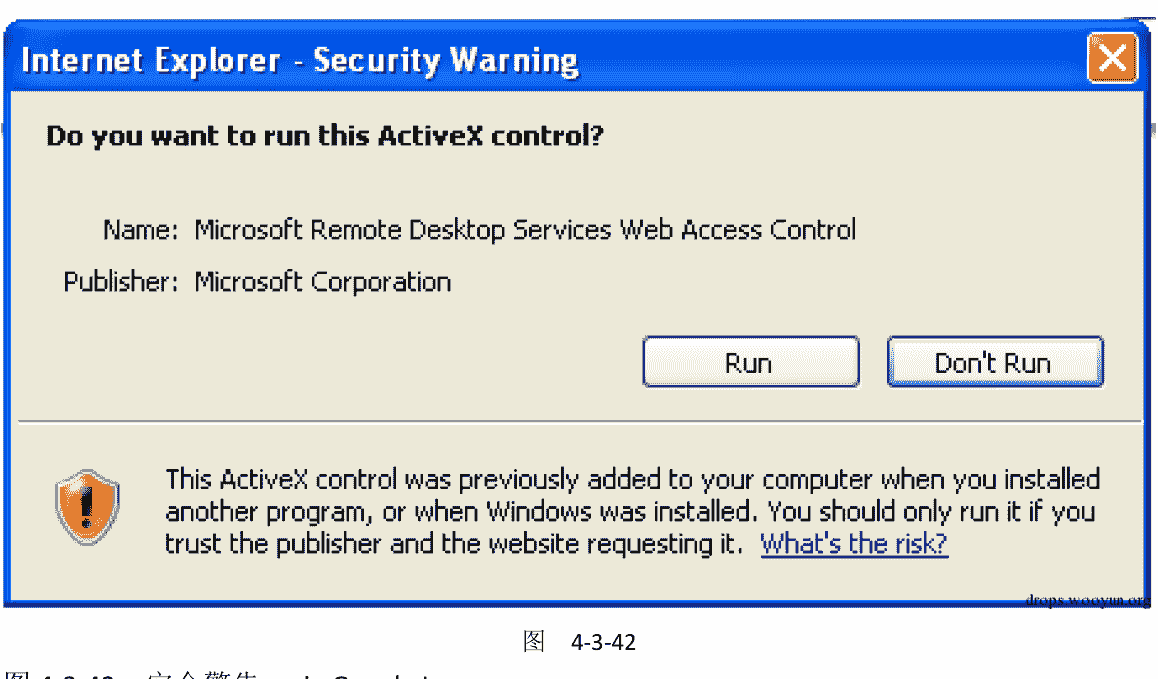 Internet Explorer - Security Warning
Do you want to run this ActiveX control?
Name: Microsoft Remote Desktop Services Web Access Control
Publisher: Microsoft Corporation
Run
Don't Run
This ActiveX control was previously added to your computer when you installed
another program, or when Windows was installed. You should only run it if you
trust the publisher and the website requesting it. What's the risk?
drops.wooyun.org
图 4-3-42